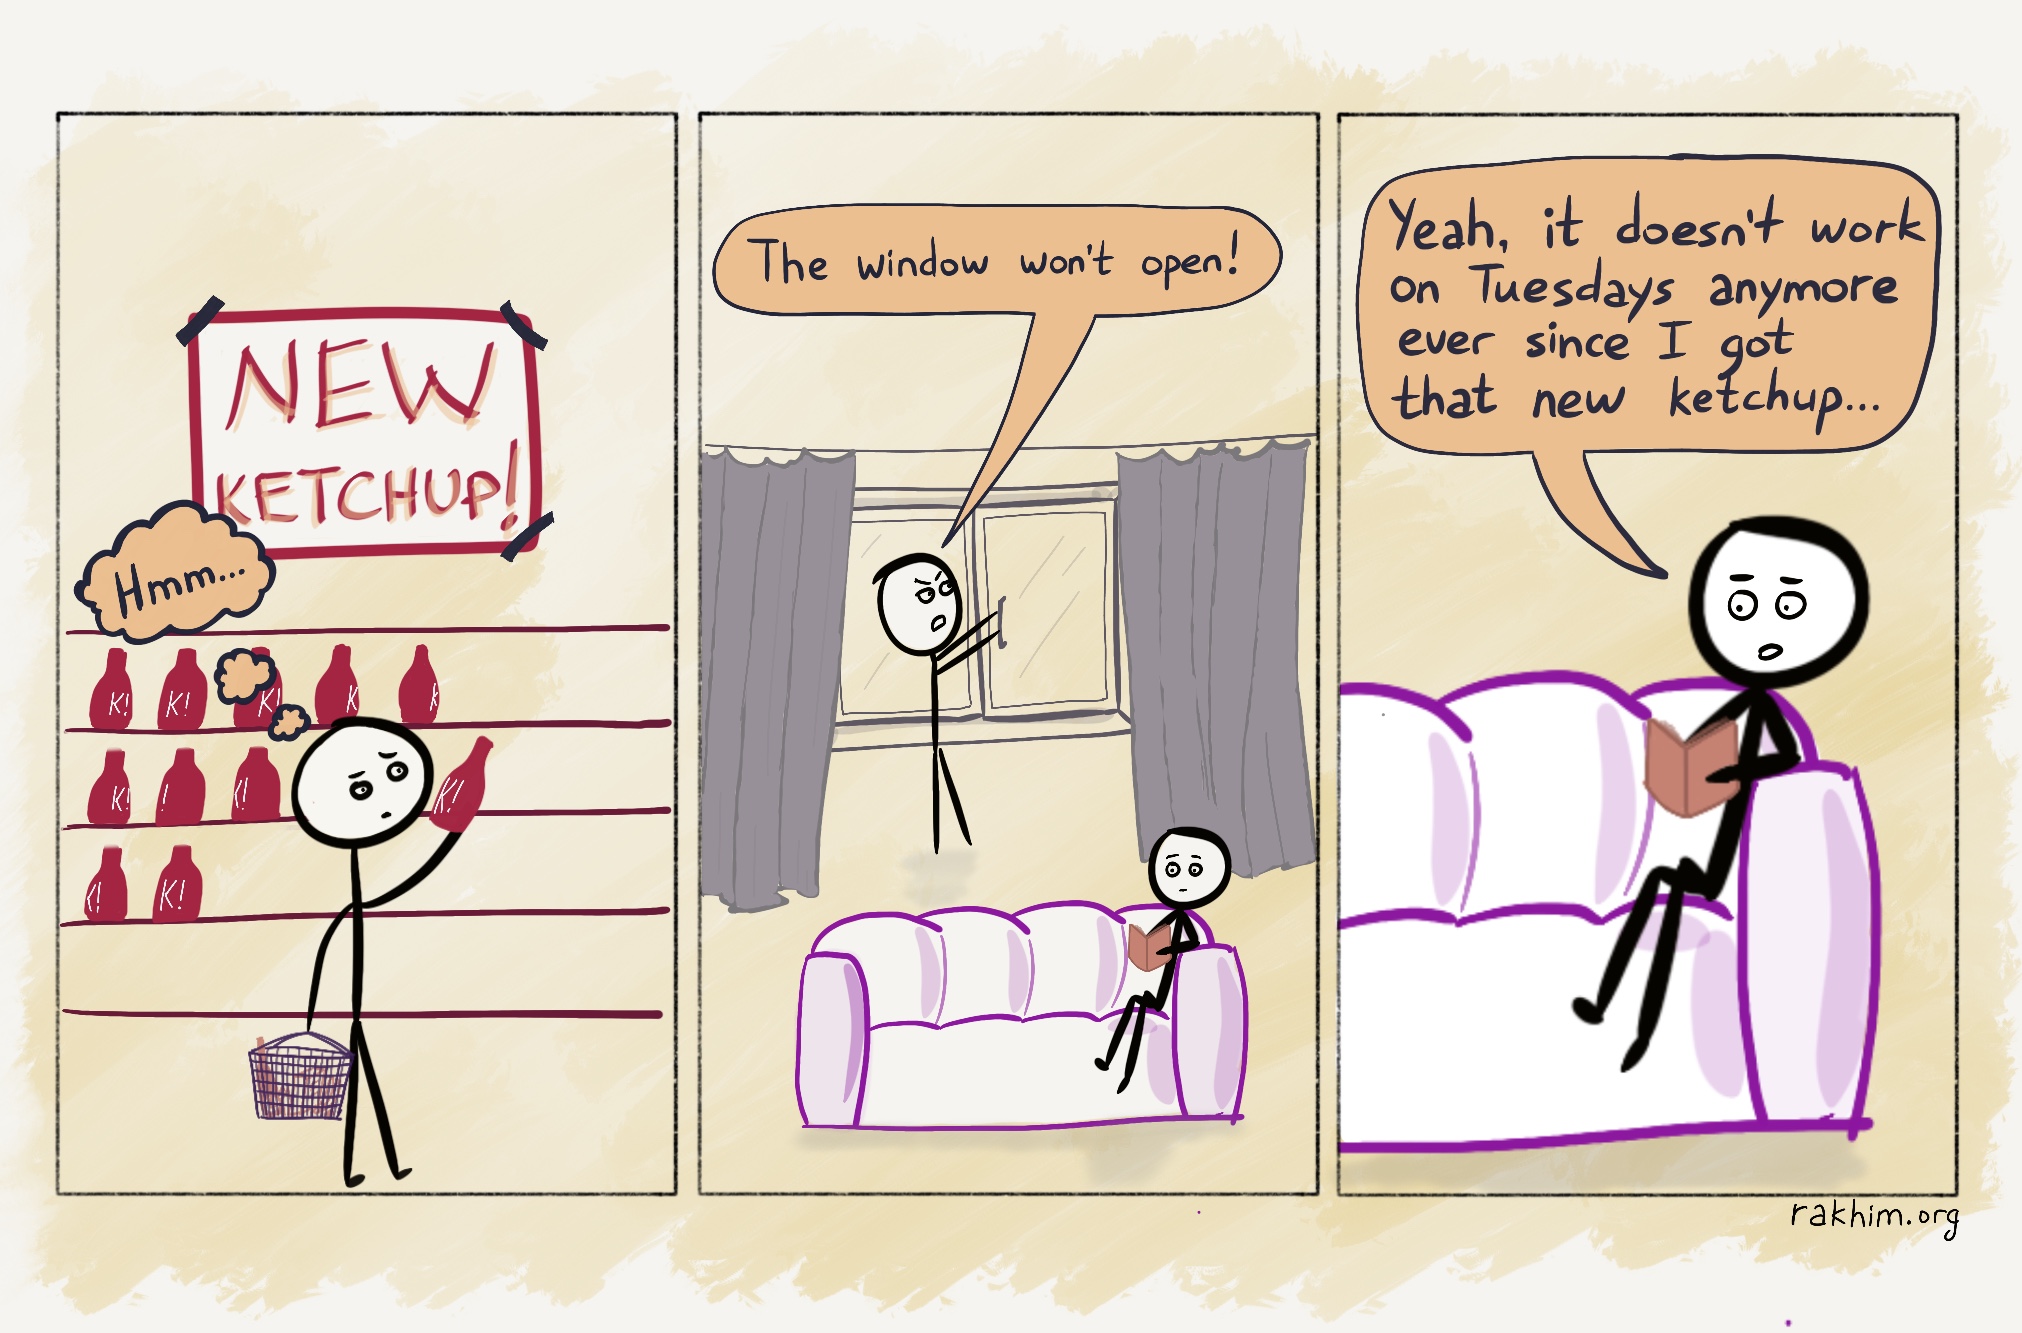 NEW
KETCHUP!
Hmm...
K! K! K! K K
K! ! K! K!
K! K!
The window won't open!
Yeah, it doesn't work
on Tuesdays anymore
ever since I got
that new ketchup...
rakhim.org